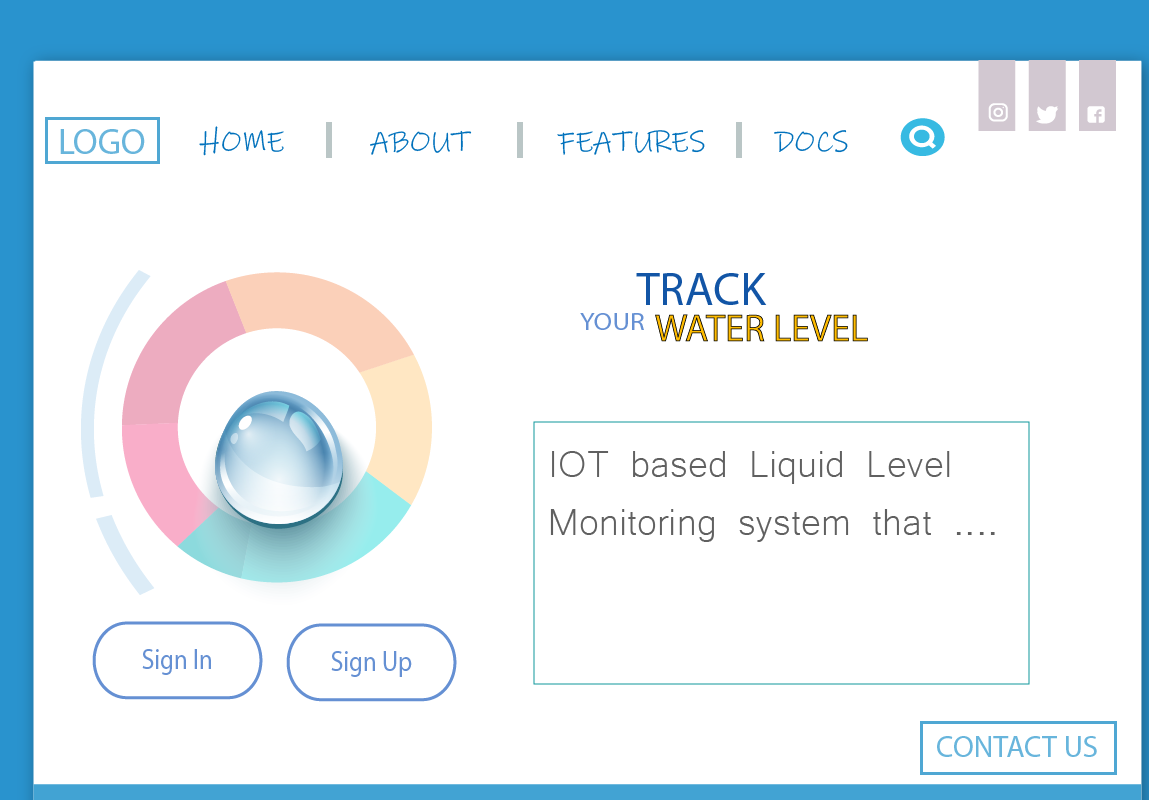 LOGO
HOME
ABOUT
FEATURES
DOCS
TRACK
YOUR WATER LEVEL
IOT based Liquid Level
Monitoring system that ....
Sign In
Sign Up
CONTACT US